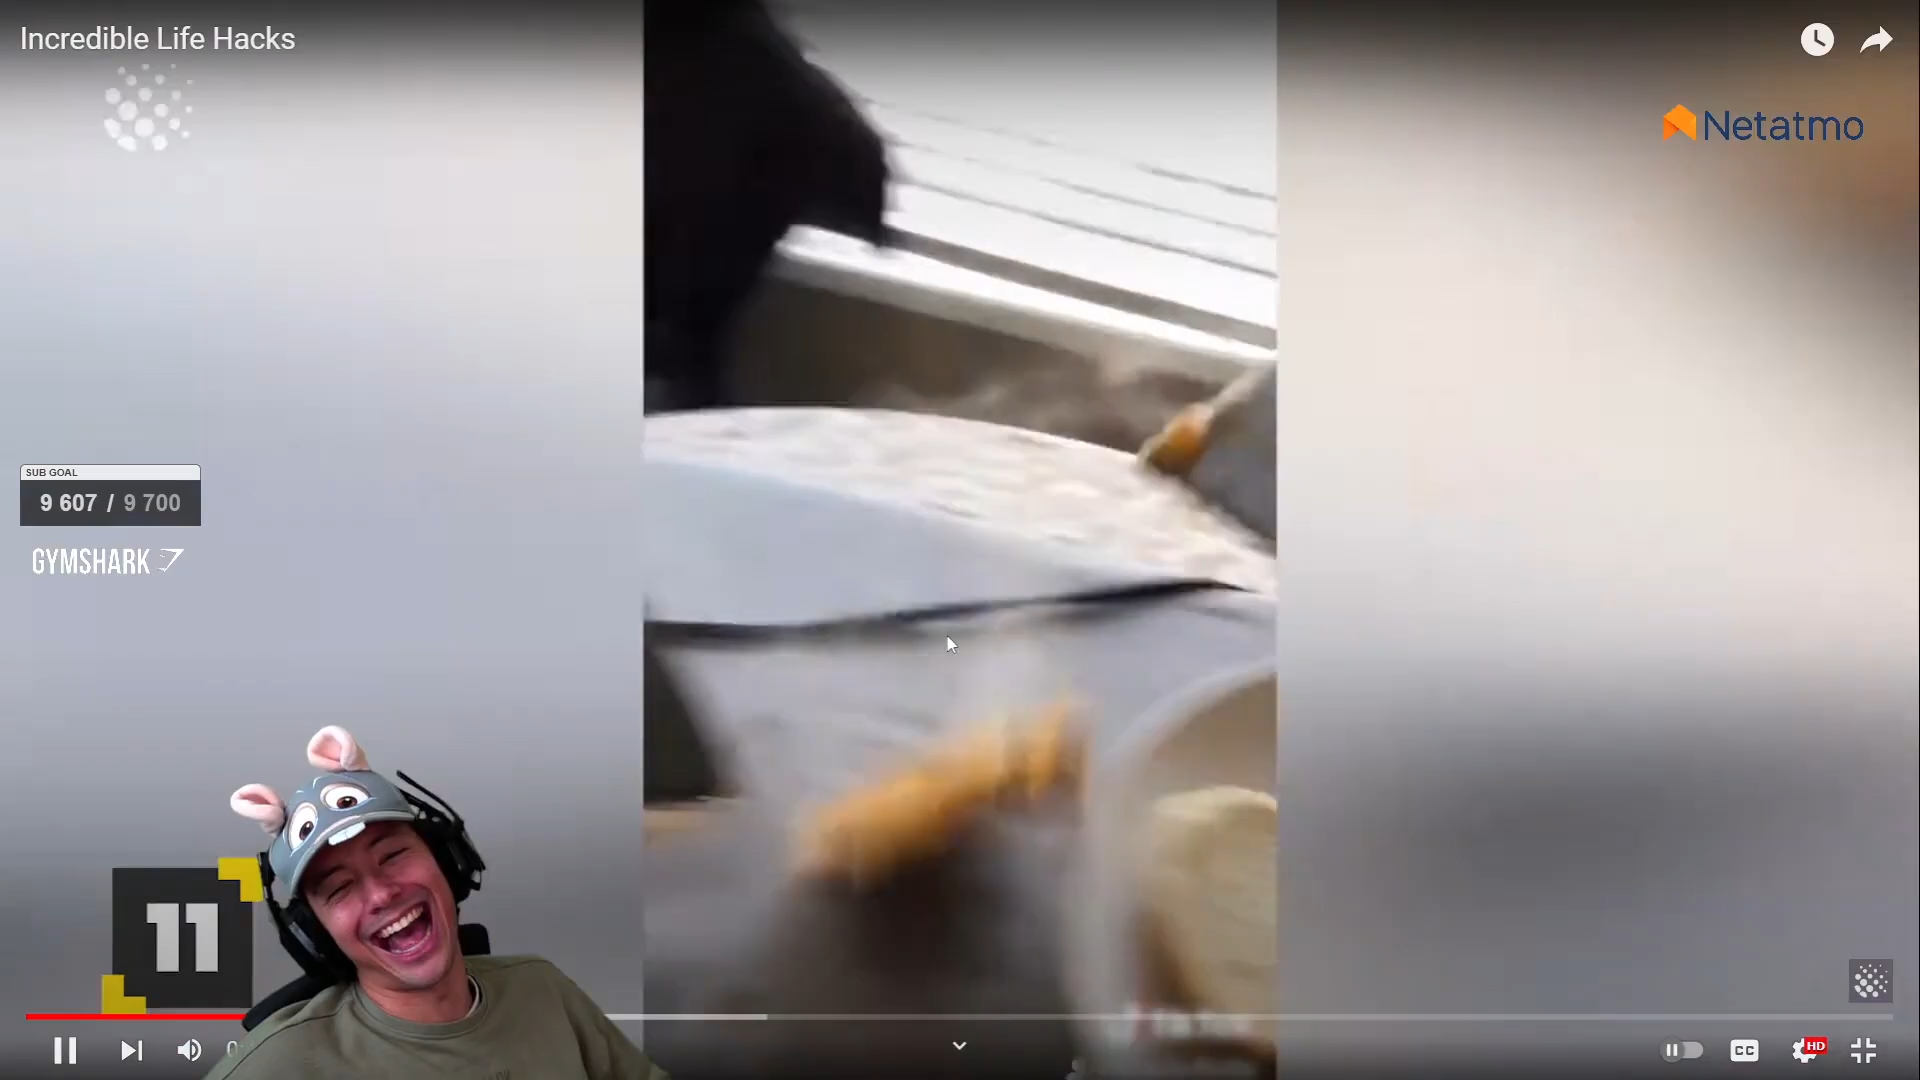 Incredible Life Hacks
Netatmo
SUB GOAL
9 607 / 9 700
GYMSHARK
11
CC
HD